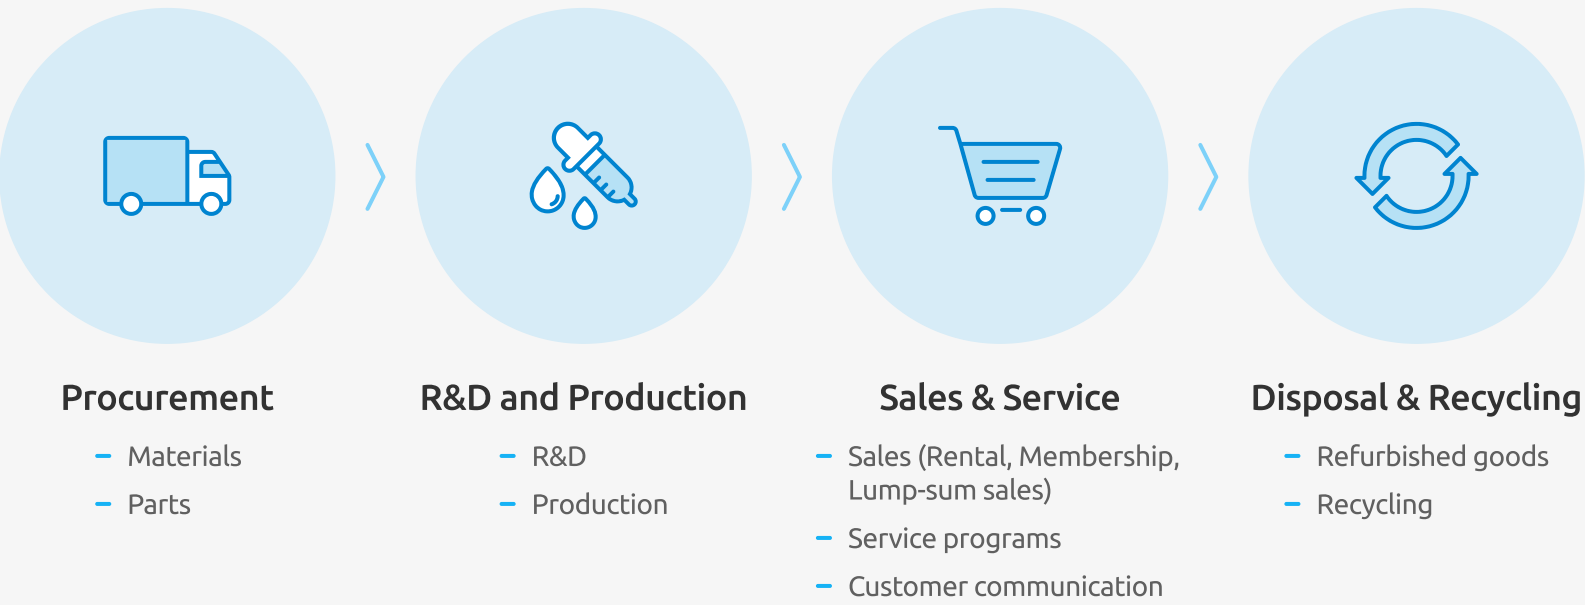 Procurement
– Materials
– Parts
R&D and Production
– R&D
– Production
Sales & Service
– Sales (Rental, Membership,
Lump-sum sales)
– Service programs
– Customer communication
Disposal & Recycling
– Refurbished goods
– Recycling